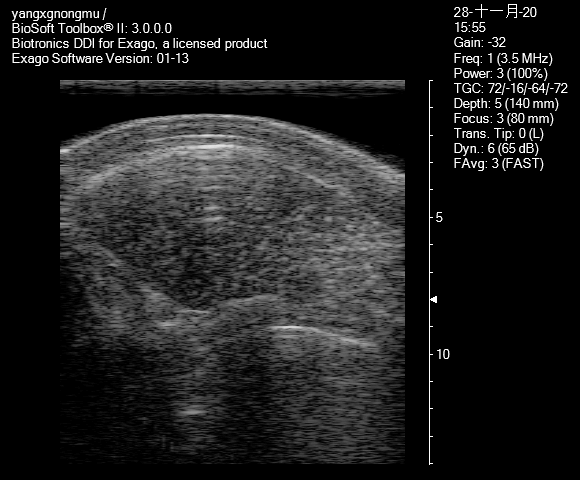 yangxgnongmu /
BioSoft Toolbox® II: 3.0.0.0
Biotronics DDI for Exago, a licensed product
Exago Software Version: 01-13
28-十一月-20
15:55
Gain: -32
Freq: 1 (3.5 MHz)
Power: 3 (100%)
TGC: 72/-16/-64/-72
Depth: 5 (140 mm)
Focus: 3 (80 mm)
Trans. Tip: 0 (L)
Dyn.: 6 (65 dB)
FAvg: 3 (FAST)
5
10